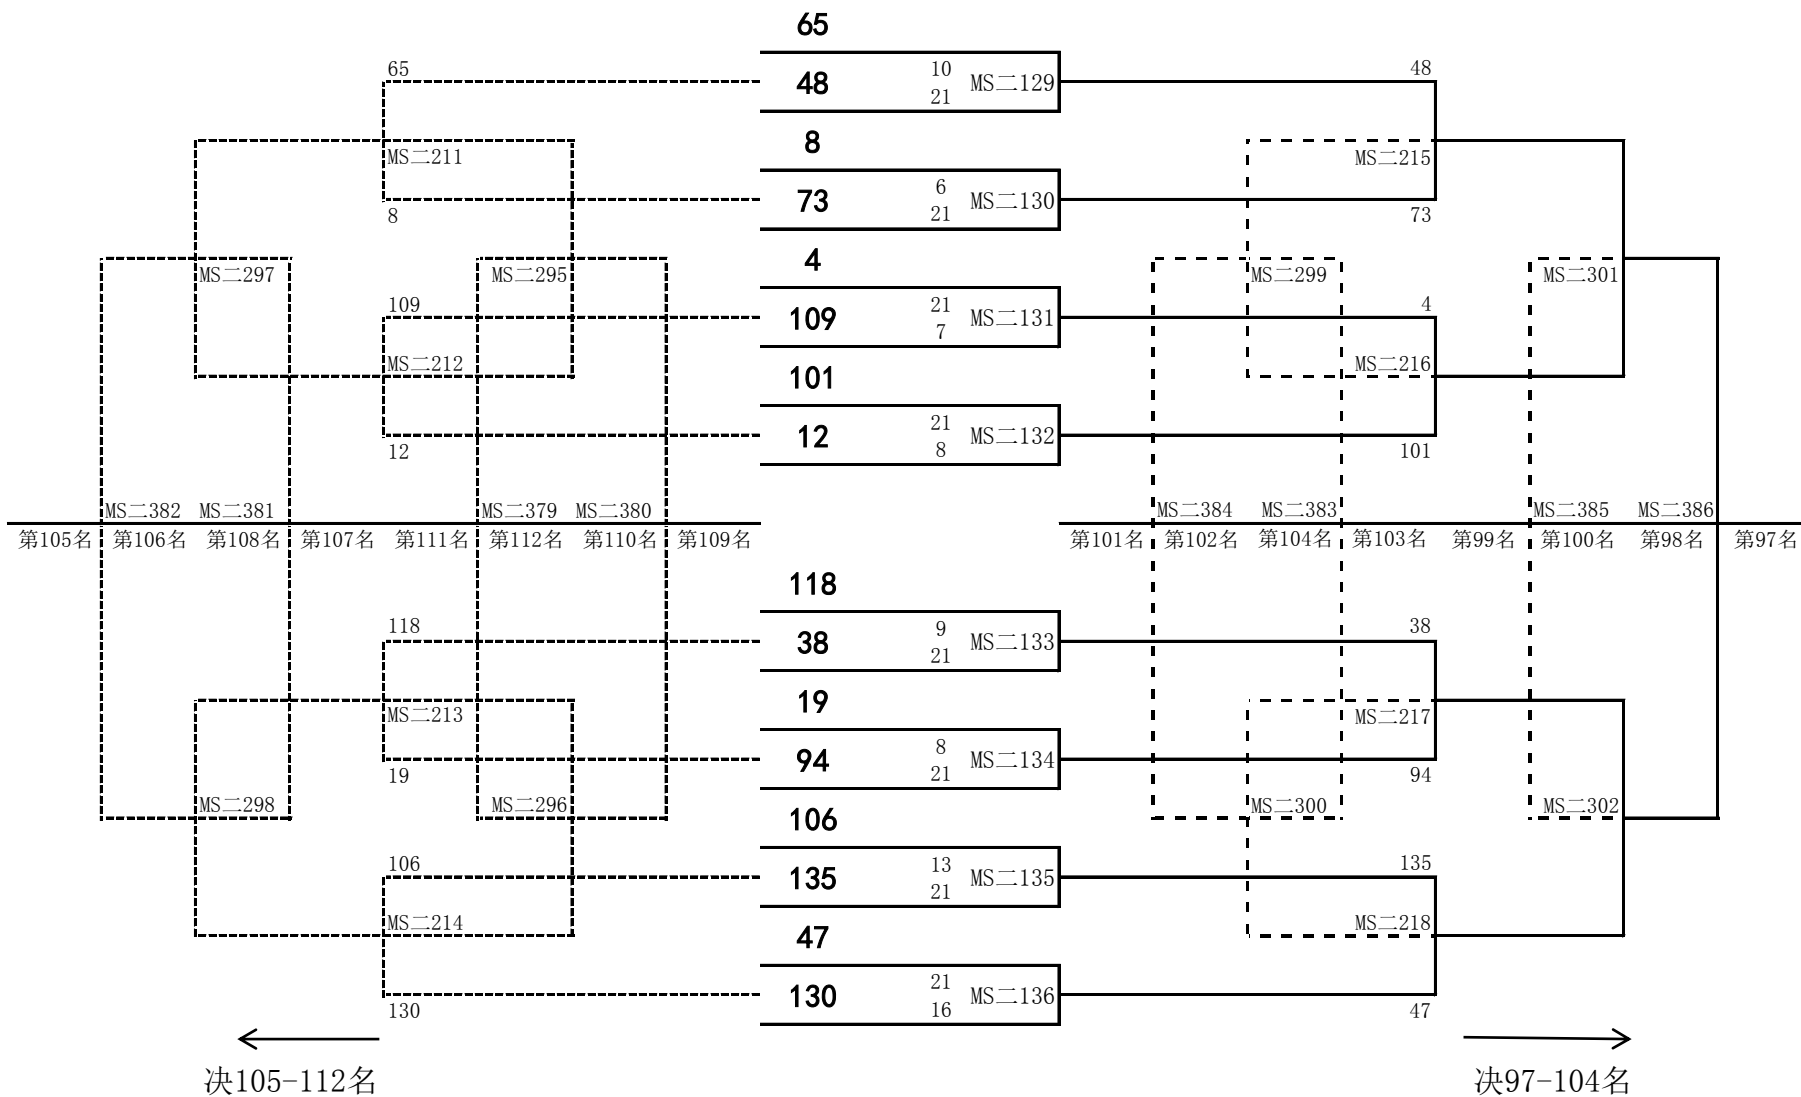 65
65
48
10
21
MS二129
48
8
MS二211
MS二215
73
6
21
MS二130
8
73
4
MS二297
MS二295
MS二299
MS二301
109
109
21
7
MS二131
4
MS二212
101
MS二216
12
12
21
8
MS二132
101
MS二382 MS二381 MS二379 MS二380 MS二384 MS二383 MS二385 MS二386
第105名 第106名 第108名 第107名 第111名 第112名 第110名 第109名 第101名 第102名 第104名 第103名 第99名 第100名 第98名 第97名
118
118
38
9
21
MS二133
38
19
MS二213
MS二217
94
8
21
MS二134
19
94
MS二298
MS二296
106
MS二300
MS二302
106
135
13
21
MS二135
135
MS二214
47
MS二218
130
21
16
MS二136
130
47
决105-112名
决97-104名